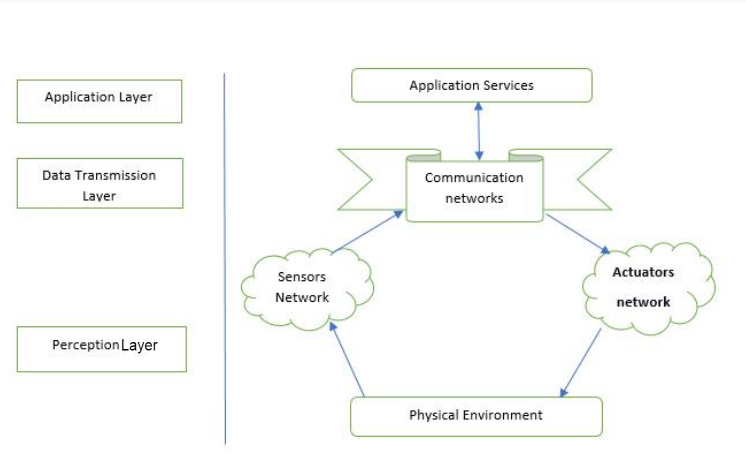 Application Layer
Data Transmission
Layer
Perception Layer
Application Services
Communication
networks
Sensors
Network
Actuators
network
Physical Environment